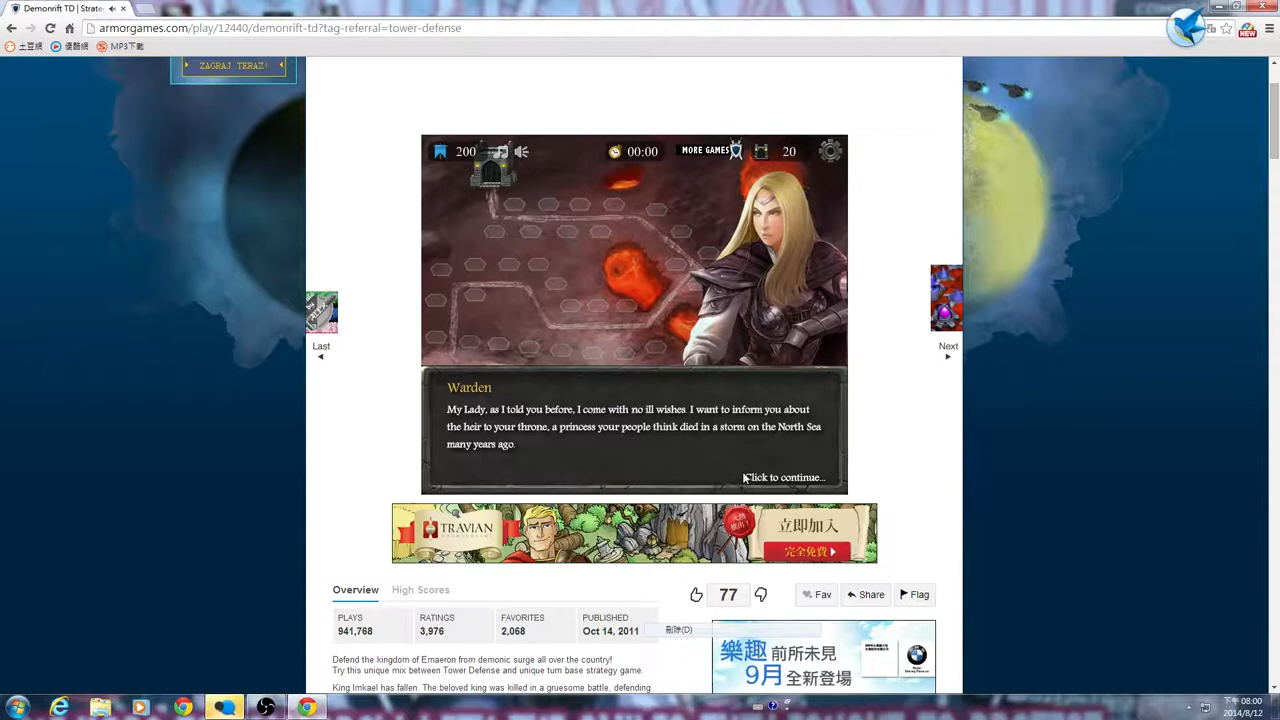 Demonrift TD | Strate
armorgames.com/play/12440/demonrift-td?tag-referral=tower-defense
NEW
土豆網
優酷網
MP3下載
ZAGRAJ TERAZ!
200
00:00
MORE GAMES
20
Last
Next
Warden
My Lady, as I told you before, I come with no ill wishes. I want to inform you about
the heir to your throne, a princess your people think died in a storm on the North Sea
many years ago.
Click to continue...
TRAVIAN
立即加入
完全免費
Overview
High Scores
77
Fav
Share
Flag
PLAYS
RATINGS
FAVORITES
PUBLISHED
941,768
3,976
2,068
Oct 14, 2011
刪除(D)
Defend the kingdom of Emaeron from demonic surge all over the country!
Try this unique mix between Tower Defense and unique turn base strategy game.
King Imkael has fallen. The beloved king was killed in a gruesome battle, defending
樂趣 前所未見
9月 全新登場
下午 08:00
2014/8/12